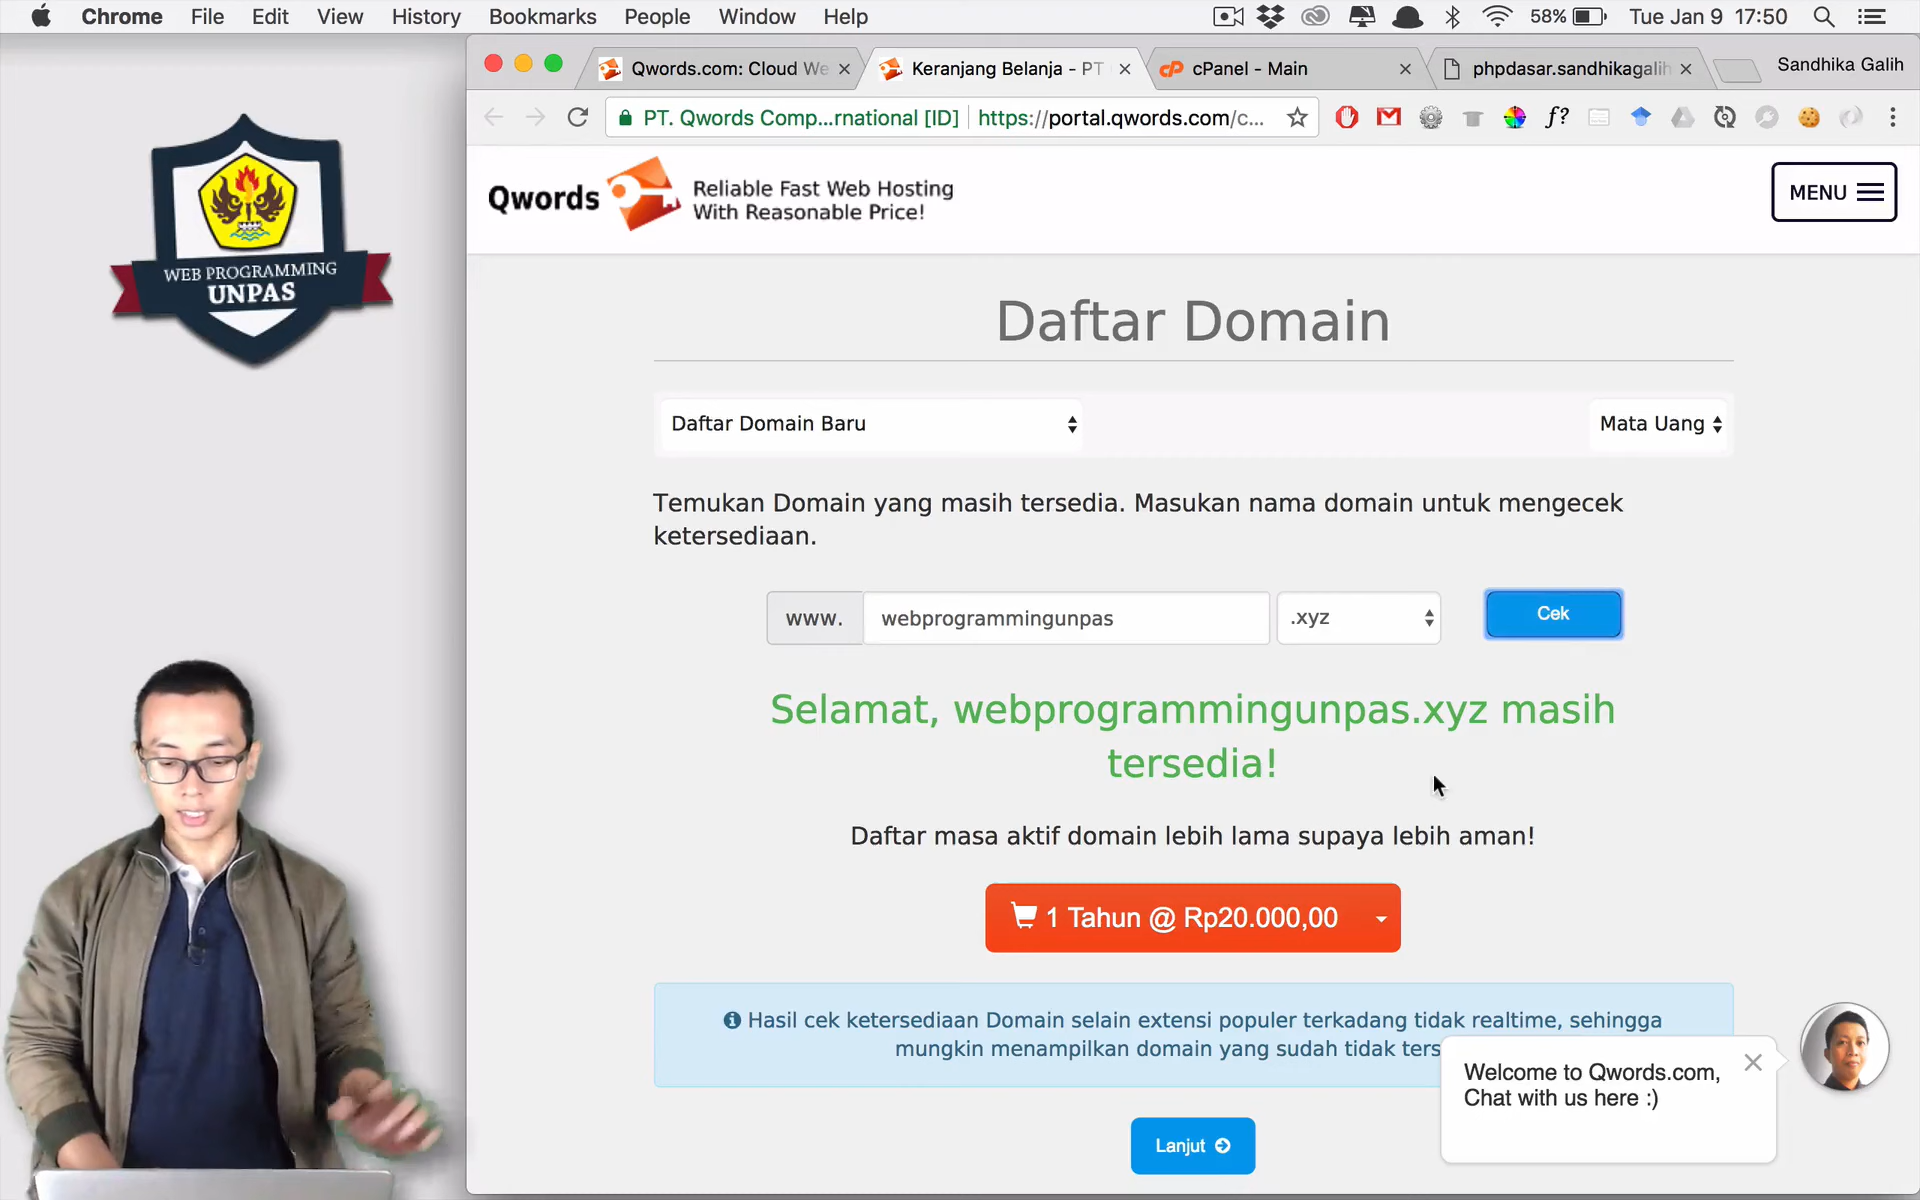 Chrome File Edit View History Bookmarks People Window Help 58% Tue Jan 9 17:50
Qwords.com: Cloud We
Keranjang Belanja - PT
cPanel - Main
phpdasar.sandhikagalih
Sandhika Galih
PT. Qwords Comp...rnational [ID] https://portal.qwords.com/c...
f?
Qwords
Reliable Fast Web Hosting
With Reasonable Price!
MENU
WEB PROGRAMMING
UNPAS
Daftar Domain
Daftar Domain Baru
Mata Uang
Temukan Domain yang masih tersedia. Masukan nama domain untuk mengecek
ketersediaan.
www. webprogrammingunpas .xyz Cek
Selamat, webprogrammingunpas.xyz masih
tersedia!
Daftar masa aktif domain lebih lama supaya lebih aman!
1 Tahun @ Rp20.000,00
Hasil cek ketersediaan Domain selain extensi populer terkadang tidak realtime, sehingga
mungkin menampilkan domain yang sudah tidak ters
Welcome to Qwords.com,
Chat with us here :)
Lanjut